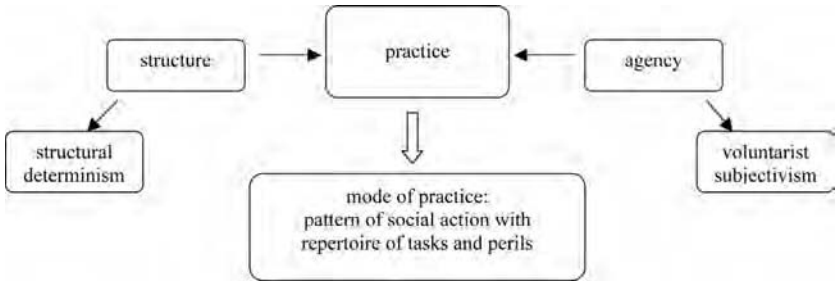 structure
practice
agency
structural
determinism
voluntarist
subjectivism
mode of practice:
pattern of social action with
repertoire of tasks and perils